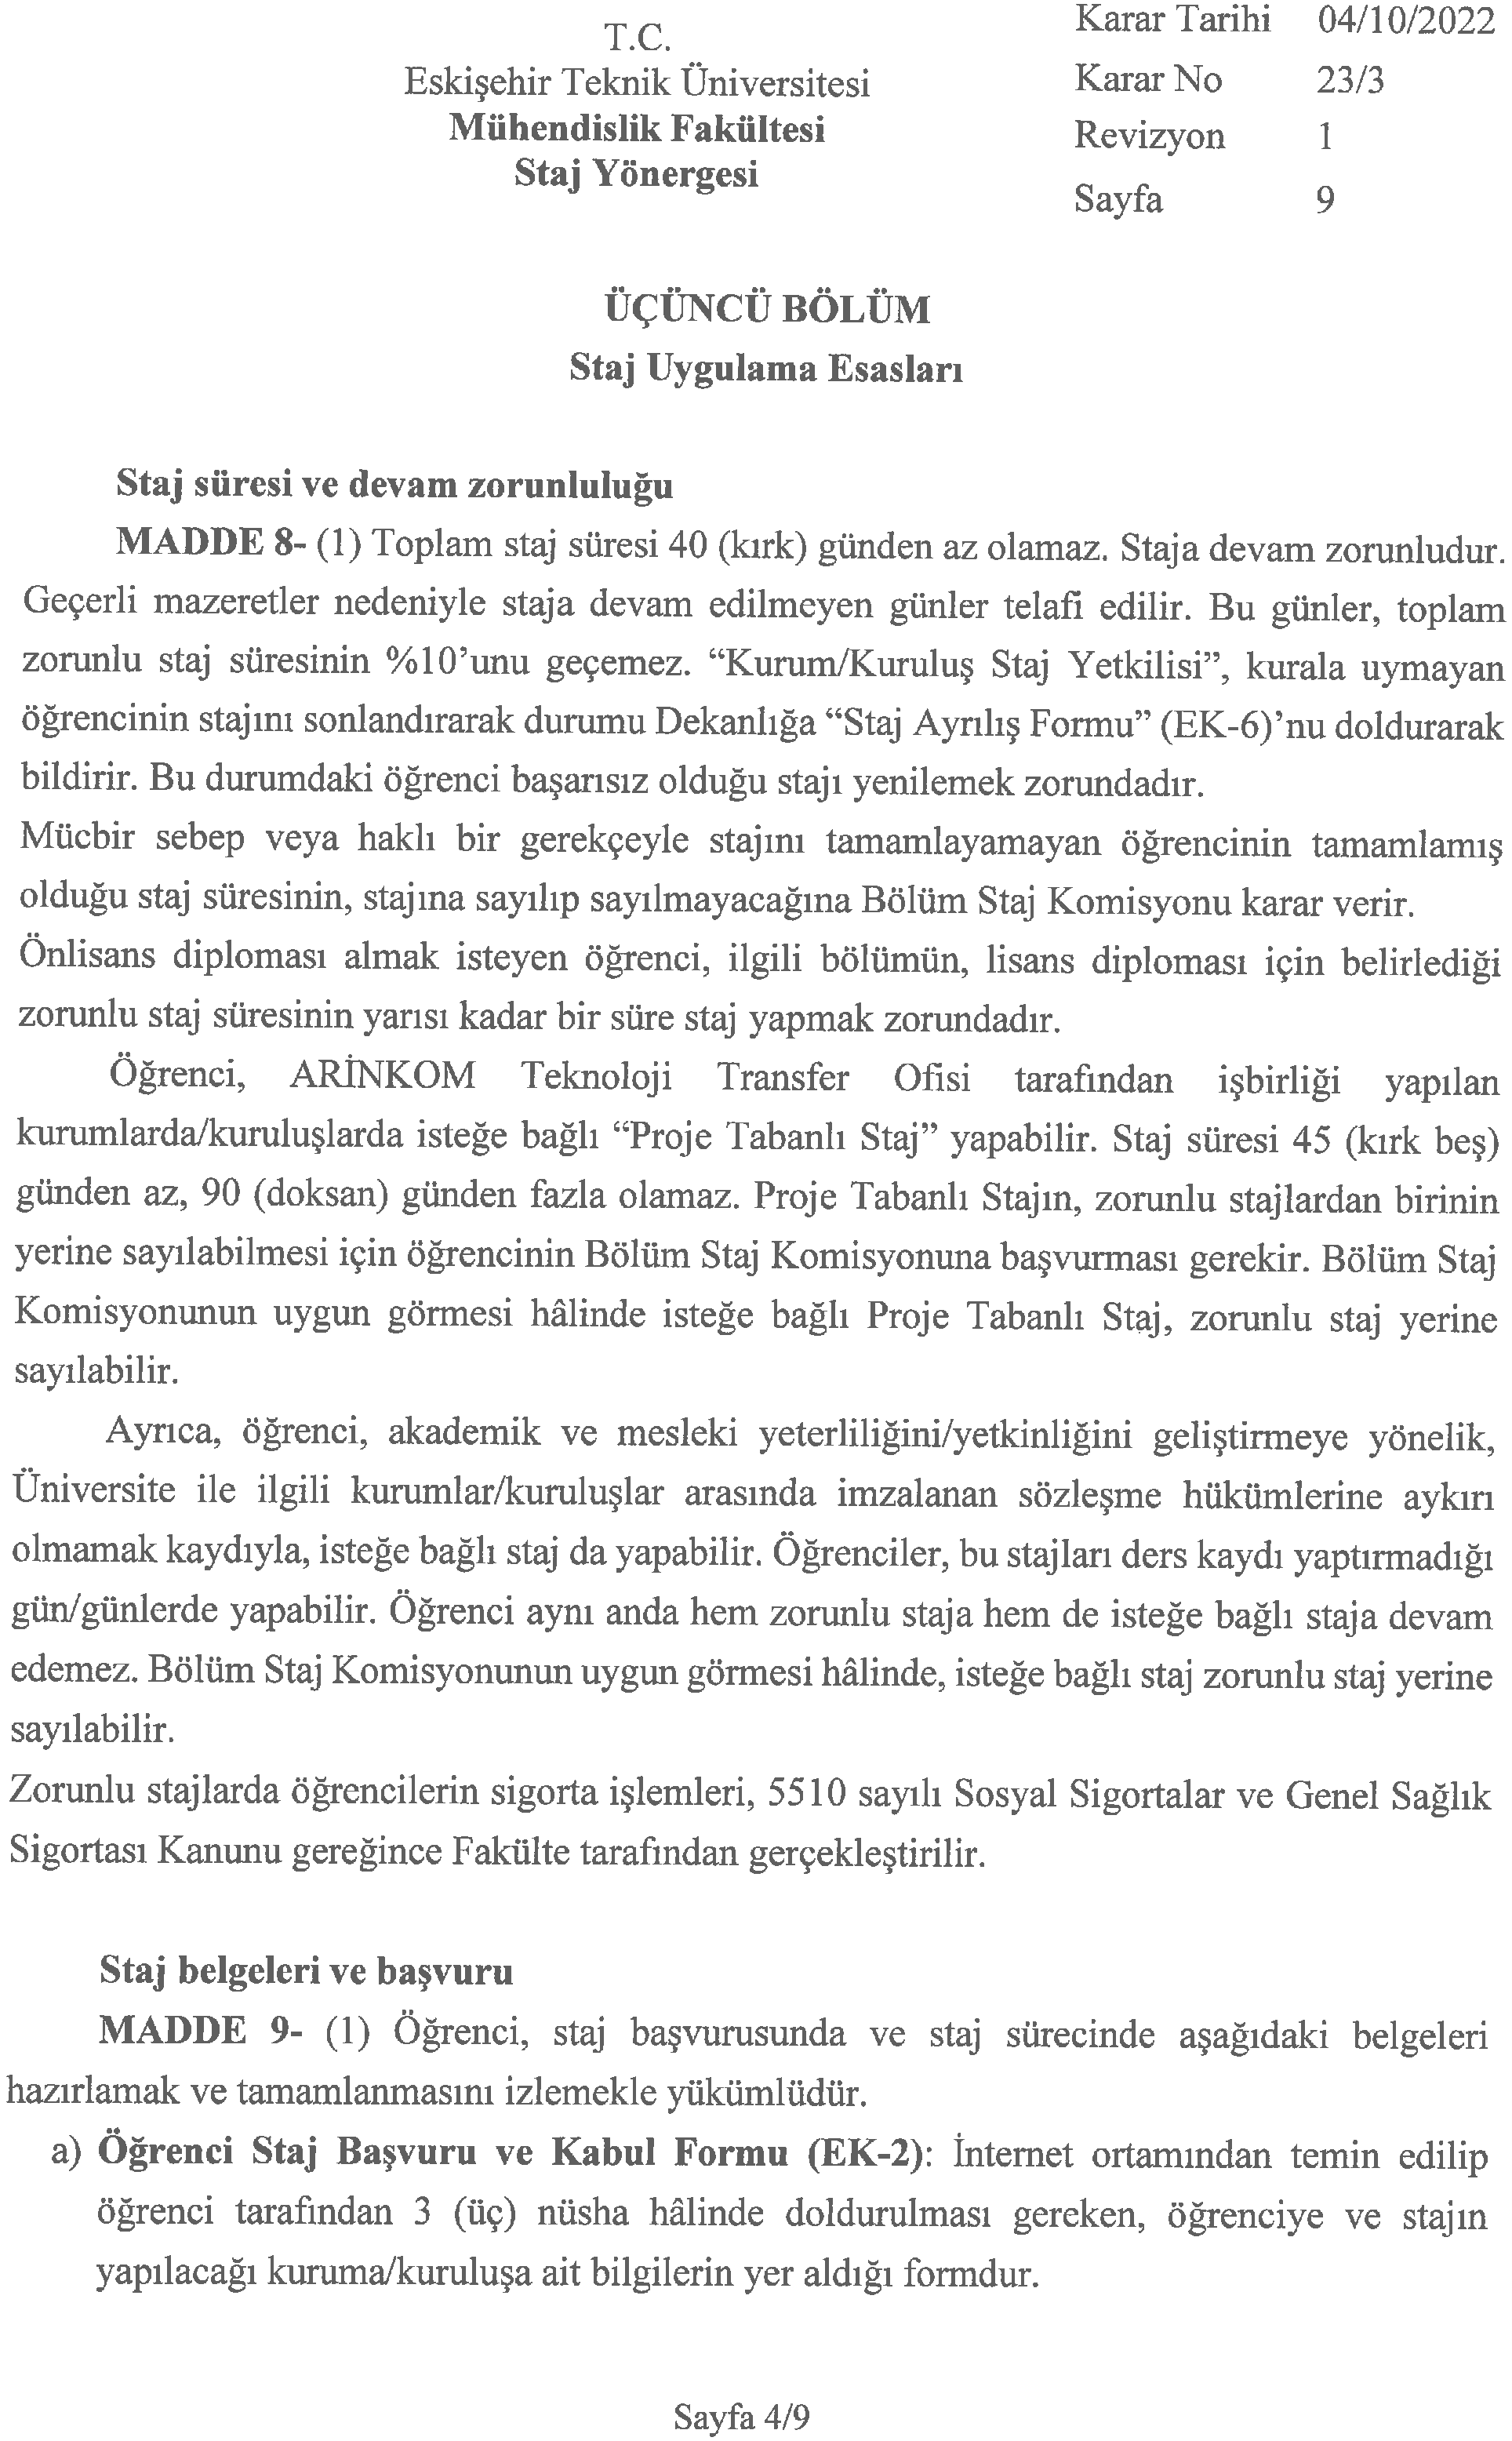 T.C.
Eskişehir Teknik Üniversitesi
Mühendislik Fakültesi
Staj Yönergesi
Karar Tarihi 04/10/2022
Karar No 23/3
Revizyon 1
Sayfa 9
ÜÇÜNCÜ BÖLÜM
Staj Uygulama Esasları
Staj süresi ve devam zorunluluğu
MADDE 8- (1) Toplam staj süresi 40 (kırk) günden az olamaz. Staja devam zorunludur.
Geçerli mazeretler nedeniyle staja devam edilmeyen günler telafi edilir. Bu günler, toplam
zorunlu staj süresinin %10’unu geçemez. “Kurum/Kuruluş Staj Yetkilisi”, kurala uymayan
öğrencinin stajını sonlandırarak durumu Dekanlığa “Staj Ayrılış Formu” (EK-6)’nu doldurarak
bildirir. Bu durumdaki öğrenci başarısız olduğu stajı yenilemek zorundadır.
Mücbir sebep veya haklı bir gerekçeyle stajını tamamlayamayan öğrencinin tamamlamış
olduğu staj süresinin, stajına sayılıp sayılmayacağına Bölüm Staj Komisyonu karar verir.
Önlisans diploması almak isteyen öğrenci, ilgili bölümün, lisans diploması için belirlediği
zorunlu staj süresinin yarısı kadar bir süre staj yapmak zorundadır.
Öğrenci, ARİNKOM Teknoloji Transfer Ofisi tarafından işbirliği yapılan
kurumlarda/kuruluşlarda isteğe bağlı “Proje Tabanlı Staj” yapabilir. Staj süresi 45 (kırk beş)
günden az, 90 (doksan) günden fazla olamaz. Proje Tabanlı Stajın, zorunlu stajlardan birinin
yerine sayılabilmesi için öğrencinin Bölüm Staj Komisyonuna başvurması gerekir. Bölüm Staj
Komisyonunun uygun görmesi hâlinde isteğe bağlı Proje Tabanlı Staj, zorunlu staj yerine
sayılabilir.
Ayrıca, öğrenci, akademik ve mesleki yeterliliğini/yetkinliğini geliştirmeye yönelik,
Üniversite ile ilgili kurumlar/kuruluşlar arasında imzalanan sözleşme hükümlerine aykırı
olmamak kaydıyla, isteğe bağlı staj da yapabilir. Öğrenciler, bu stajları ders kaydı yaptırmadığı
gün/günlerde yapabilir. Öğrenci aynı anda hem zorunlu staja hem de isteğe bağlı staja devam
edemez. Bölüm Staj Komisyonunun uygun görmesi hâlinde, isteğe bağlı staj zorunlu staj yerine
sayılabilir.
Zorunlu stajlarda öğrencilerin sigorta işlemleri, 5510 sayılı Sosyal Sigortalar ve Genel Sağlık
Sigortası Kanunu gereğince Fakülte tarafından gerçekleştirilir.
Staj belgeleri ve başvuru
MADDE 9- (1) Öğrenci, staj başvurusunda ve staj sürecinde aşağıdaki belgeleri
hazırlamak ve tamamlanmasını izlemekle yükümlüdür.
a) Öğrenci Staj Başvuru ve Kabul Formu (EK-2): İnternet ortamından temin edilip
öğrenci tarafından 3 (üç) nüsha hâlinde doldurulması gereken, öğrenciye ve stajın
yapılacağı kuruma/kuruluşa ait bilgilerin yer aldığı formdur.
Sayfa 4/9